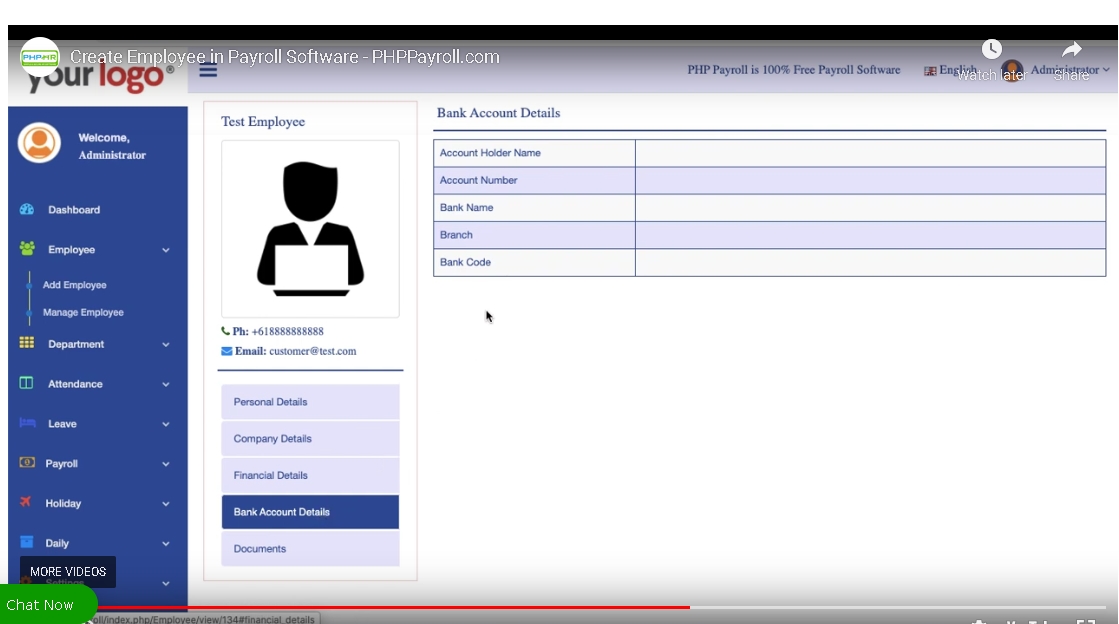 PHPHR
Create Employee in Payroll Software - PHPPayroll.com
Watch later
Share
your logo®
PHP Payroll is 100% Free Payroll Software
English
Administrator
Welcome,
Administrator
Dashboard
Employee
Add Employee
Manage Employee
Department
Attendance
Leave
Payroll
Holiday
Daily
Settings
MORE VIDEOS
Chat Now
Test Employee
Ph: +618888888888
Email: customer@test.com
Personal Details
Company Details
Financial Details
Bank Account Details
Documents
Bank Account Details
Account Holder Name
Account Number
Bank Name
Branch
Bank Code
oll/index.php/Employee/view/134#financial_details